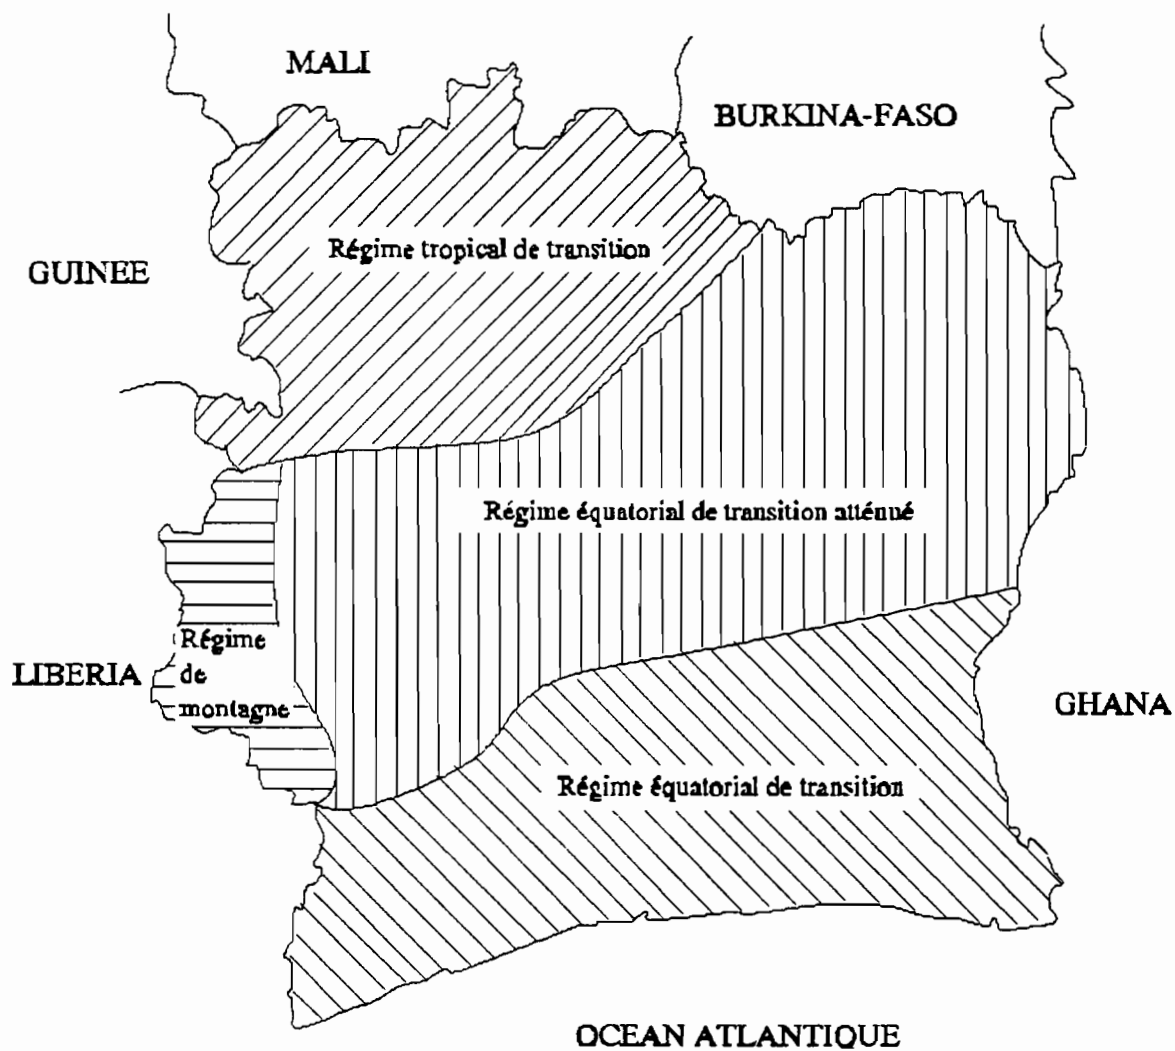 MALI
BURKINA-FASO
Régime tropical de transition
GUINEE
Régime équatorial de transition atténué
Régime
de
montagne
LIBERIA
GHANA
Régime équatorial de transition
OCEAN ATLANTIQUE